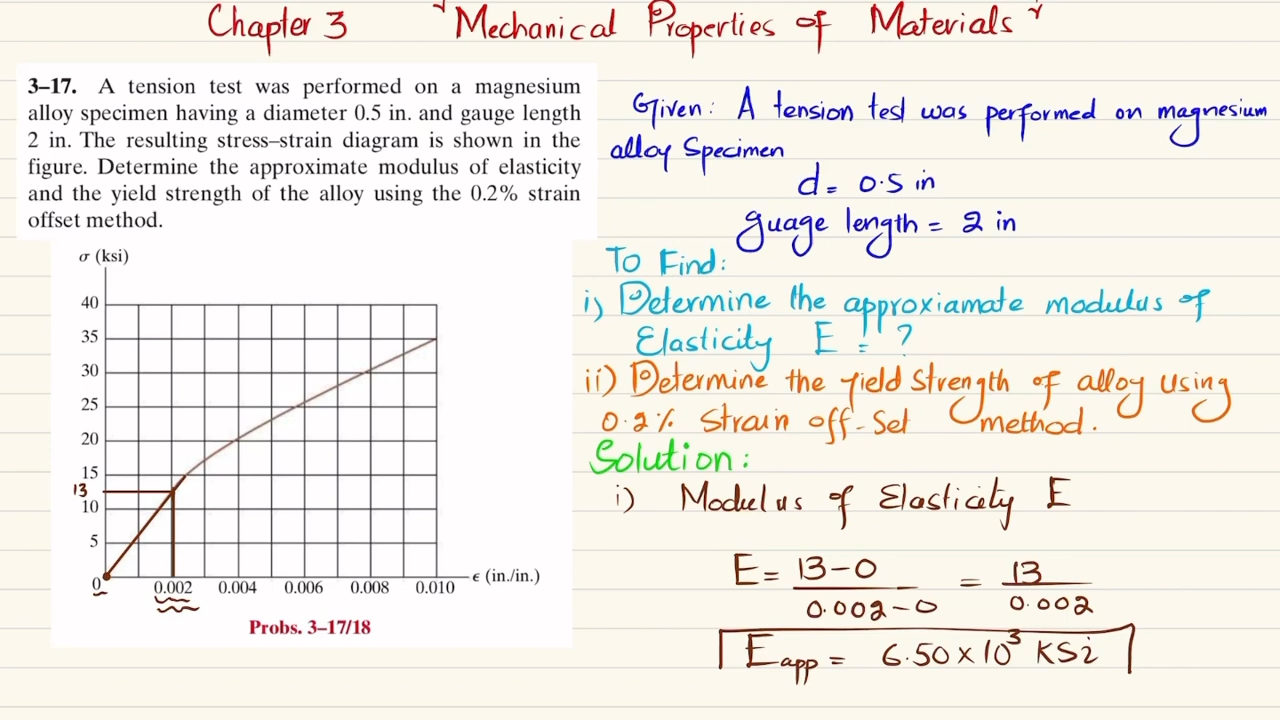 Chapter 3 "Mechanical Properties of Materials"
3–17. A tension test was performed on a magnesium
alloy specimen having a diameter 0.5 in. and gauge length
2 in. The resulting stress–strain diagram is shown in the
figure. Determine the approximate modulus of elasticity
and the yield strength of the alloy using the 0.2% strain
offset method.
σ (ksi)
40
35
30
25
20
15
13
10
5
0
0.002 0.004 0.006 0.008 0.010
ϵ (in./in.)
Probs. 3–17/18
Given: A tension test was performed on magnesium
alloy Specimen
d = 0.5 in
guage length = 2 in
To Find:
i) Determine the approxiamate modulus of
Elasticity E = ?
ii) Determine the yield Strength of alloy using
0.2% Strain off-Set method.
Solution:
i) Modulus of Elasticity E
E = 13-0 / 0.002-0 = 13 / 0.002
Eapp = 6.50 × 10³ KSi